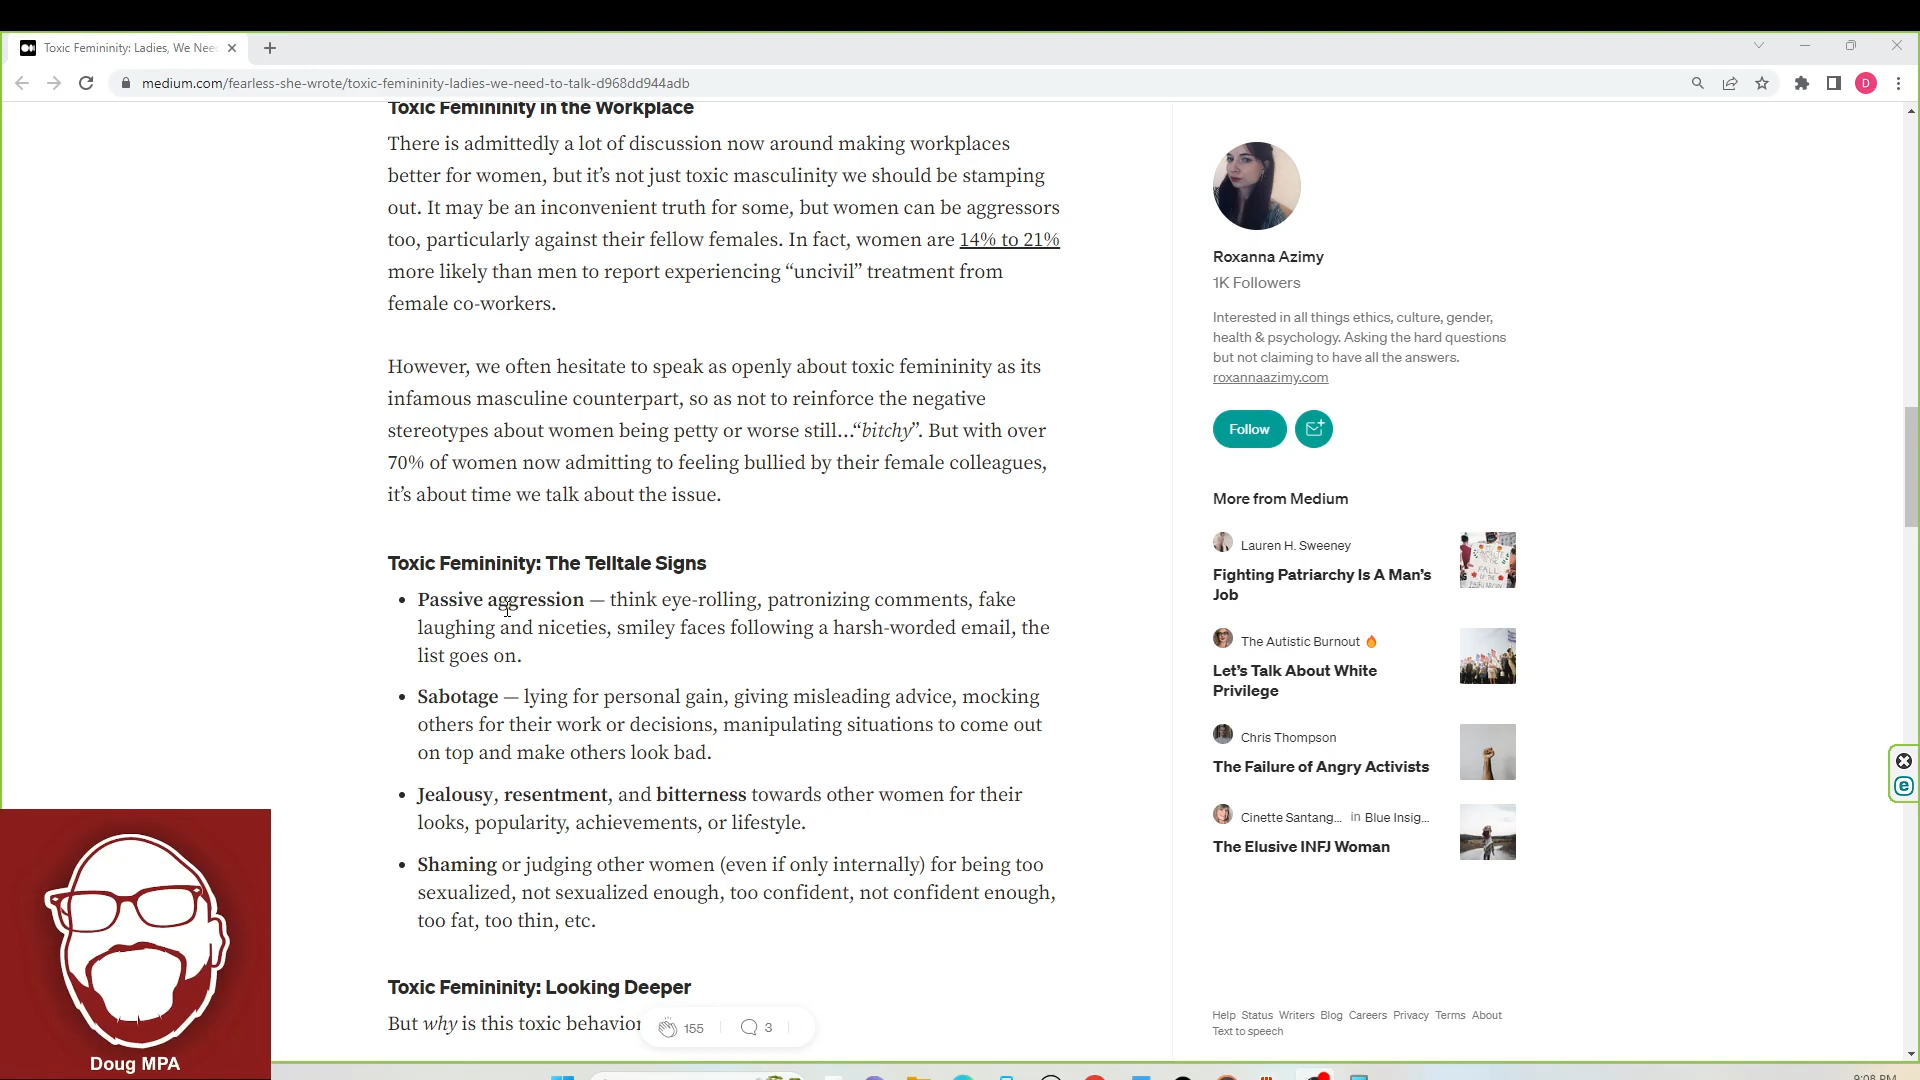 Toxic Femininity: Ladies, We Nee
medium.com/fearless-she-wrote/toxic-femininity-ladies-we-need-to-talk-d968dd944adb
D
Toxic Femininity in the Workplace
There is admittedly a lot of discussion now around making workplaces
better for women, but it's not just toxic masculinity we should be stamping
out. It may be an inconvenient truth for some, but women can be aggressors
too, particularly against their fellow females. In fact, women are 14% to 21%
more likely than men to report experiencing “uncivil” treatment from
female co-workers.
However, we often hesitate to speak as openly about toxic femininity as its
infamous masculine counterpart, so as not to reinforce the negative
stereotypes about women being petty or worse still…“bitchy”. But with over
70% of women now admitting to feeling bullied by their female colleagues,
it's about time we talk about the issue.
Toxic Femininity: The Telltale Signs
• Passive aggression — think eye-rolling, patronizing comments, fake
laughing and niceties, smiley faces following a harsh-worded email, the
list goes on.
• Sabotage — lying for personal gain, giving misleading advice, mocking
others for their work or decisions, manipulating situations to come out
on top and make others look bad.
• Jealousy, resentment, and bitterness towards other women for their
looks, popularity, achievements, or lifestyle.
• Shaming or judging other women (even if only internally) for being too
sexualized, not sexualized enough, too confident, not confident enough,
too fat, too thin, etc.
Toxic Femininity: Looking Deeper
But why is this toxic behavior
155
3
Roxanna Azimy
1K Followers
Interested in all things ethics, culture, gender,
health & psychology. Asking the hard questions
but not claiming to have all the answers.
roxannaazimy.com
Follow
More from Medium
Lauren H. Sweeney
Fighting Patriarchy Is A Man's
Job
The Autistic Burnout
Let's Talk About White
Privilege
Chris Thompson
The Failure of Angry Activists
Cinette Santang... in Blue Insig...
The Elusive INFJ Woman
Help Status Writers Blog Careers Privacy Terms About
Text to speech
Doug MPA
9:08 PM